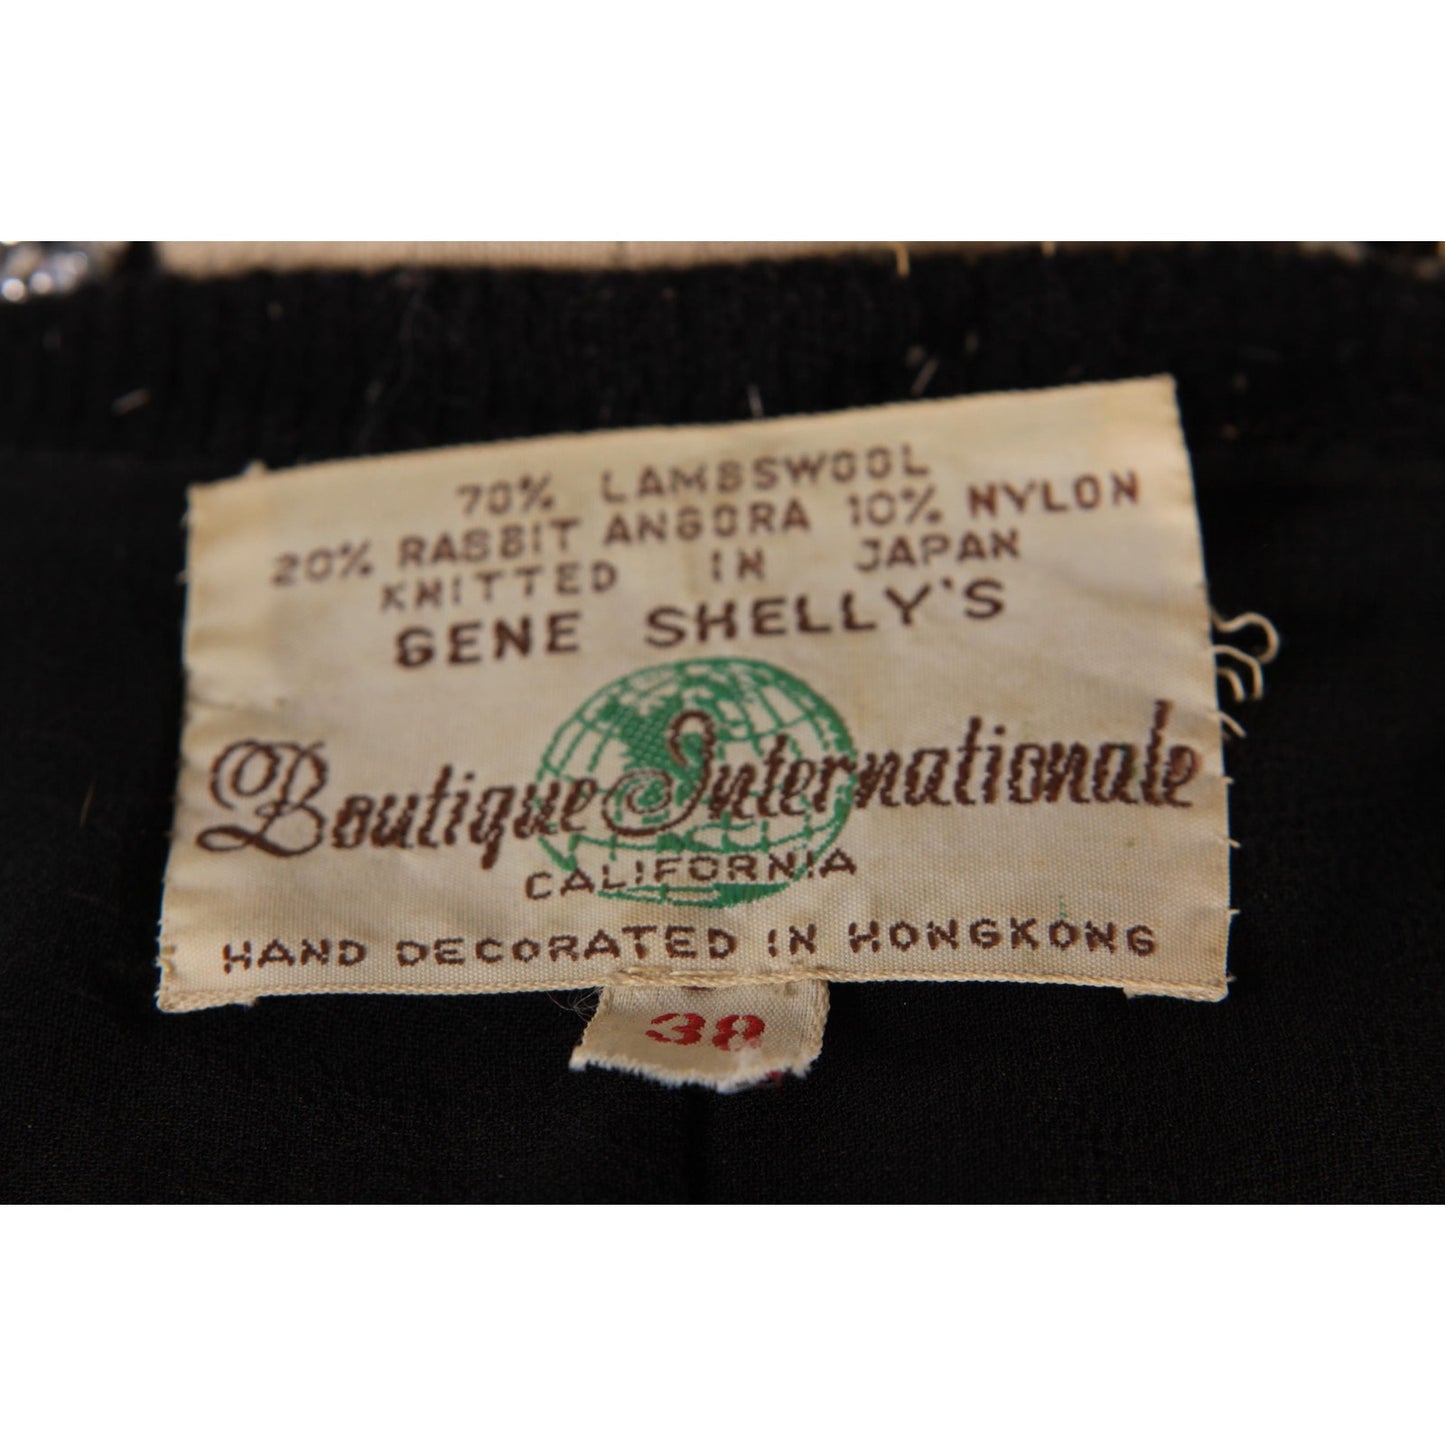 70% LAMBSWOOL
20% RABBIT ANGORA 10% NYLON
KNITTED IN JAPAN
GENE SHELLY'S
Boutique Internationale
CALIFORNIA
HAND DECORATED IN HONGKONG
38